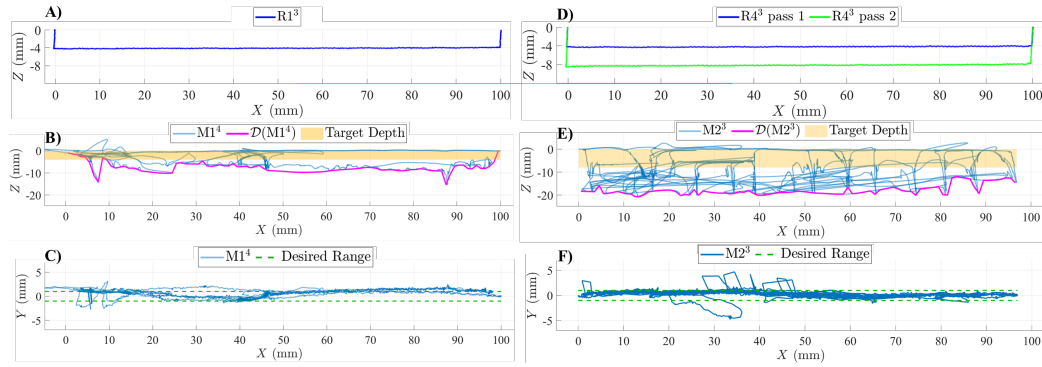 A)
R1³
0
-4
-8
Z (mm)
0 10 20 30 40 50 60 70 80 90 100
X (mm)
B)
M1⁴ 𝒟(M1⁴) Target Depth
0
-10
-20
Z (mm)
0 10 20 30 40 50 60 70 80 90 100
X (mm)
C)
M1⁴ Desired Range
5
0
-5
Y (mm)
0 10 20 30 40 50 60 70 80 90 100
X (mm)
D)
R4³ pass 1 R4³ pass 2
0
-4
-8
Z (mm)
0 10 20 30 40 50 60 70 80 90 100
X (mm)
E)
M2³ 𝒟(M2³) Target Depth
0
-10
-20
Z (mm)
0 10 20 30 40 50 60 70 80 90 100
X (mm)
F)
M2³ Desired Range
5
0
-5
Y (mm)
0 10 20 30 40 50 60 70 80 90 100
X (mm)